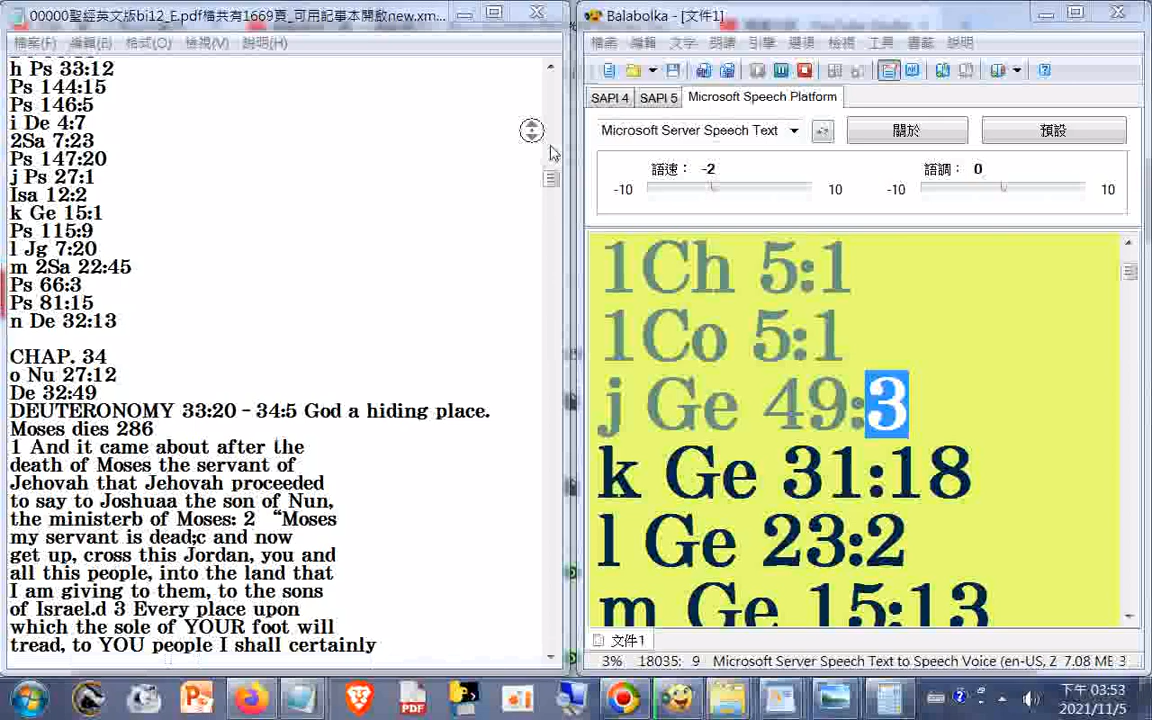 00000聖經英文版bi12_E.pdf檔共有1669頁_可用記事本開啟new.xm...
檔案(F) 編輯(E) 格式(O) 檢視(V) 說明(H)
h Ps 33:12
Ps 144:15
Ps 146:5
i De 4:7
2Sa 7:23
Ps 147:20
j Ps 27:1
Isa 12:2
k Ge 15:1
Ps 115:9
l Jg 7:20
m 2Sa 22:45
Ps 66:3
Ps 81:15
n De 32:13
CHAP. 34
o Nu 27:12
De 32:49
DEUTERONOMY 33:20 – 34:5 God a hiding place.
Moses dies 286
1 And it came about after the
death of Moses the servant of
Jehovah that Jehovah proceeded
to say to Joshuaa the son of Nun,
the ministerb of Moses: 2 “Moses
my servant is dead;c and now
get up, cross this Jordan, you and
all this people, into the land that
I am giving to them, to the sons
of Israel.d 3 Every place upon
which the sole of YOUR foot will
tread, to YOU people I shall certainly
Balabolka - [文件1]
檔案 編輯 文字 朗讀 引擎 選項 檢視 工具 書籤 說明
SAPI 4 SAPI 5 Microsoft Speech Platform
Microsoft Server Speech Text 關於 預設
語速： -2 語調： 0
-10 10 -10 10
1Ch 5:1
1Co 5:1
j Ge 49:3
k Ge 31:18
l Ge 23:2
m Ge 15:13
文件1
3% 18035: 9 Microsoft Server Speech Text to Speech Voice (en-US, Z 7.08 ME 3
PDF
下午 03:53
2021/11/5